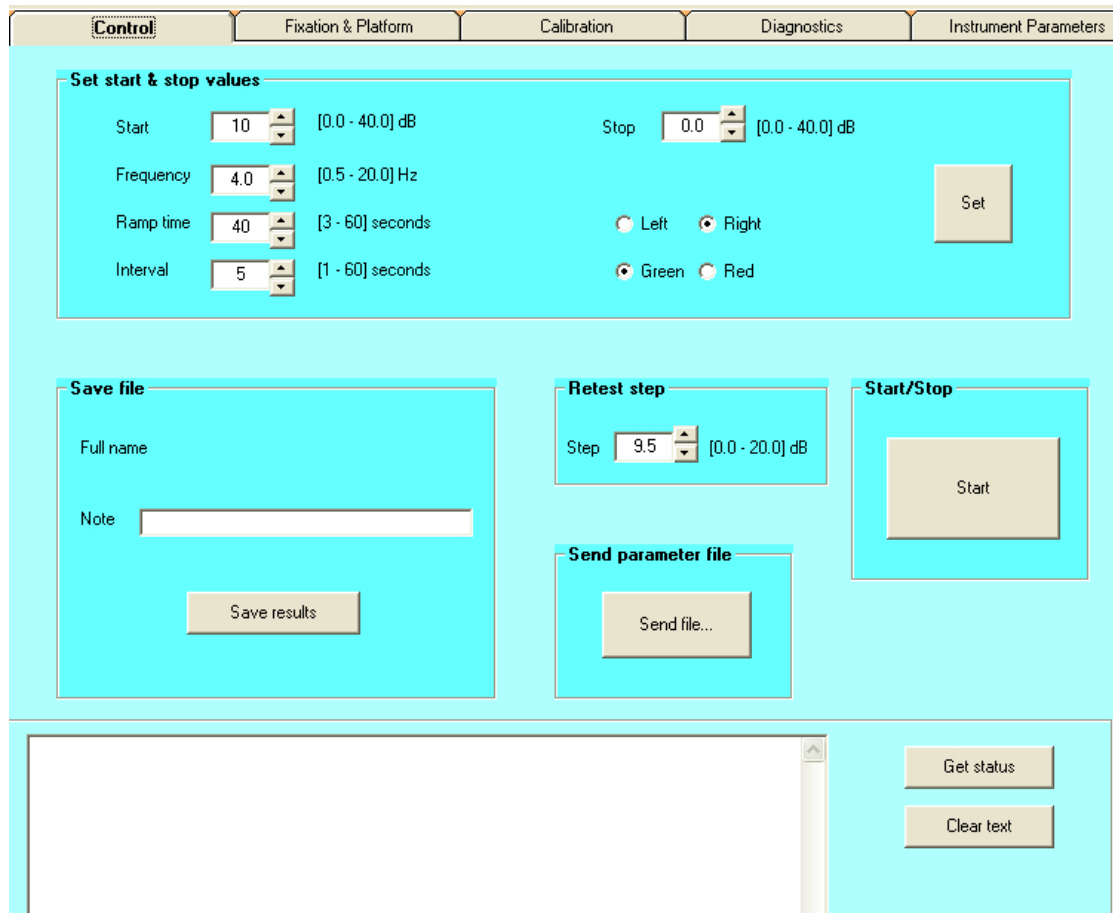 Control Fixation & Platform Calibration Diagnostics Instrument Parameters
Set start & stop values
Start 10 [0.0 - 40.0] dB Stop 0.0 [0.0 - 40.0] dB
Frequency 4.0 [0.5 - 20.0] Hz
Set
Ramp time 40 [3 - 60] seconds Left Right
Interval 5 [1 - 60] seconds Green Red
Save file Retest step Start/Stop
Full name Step 9.5 [0.0 - 20.0] dB
Start
Note
Send parameter file
Save results Send file...
Get status
Clear text